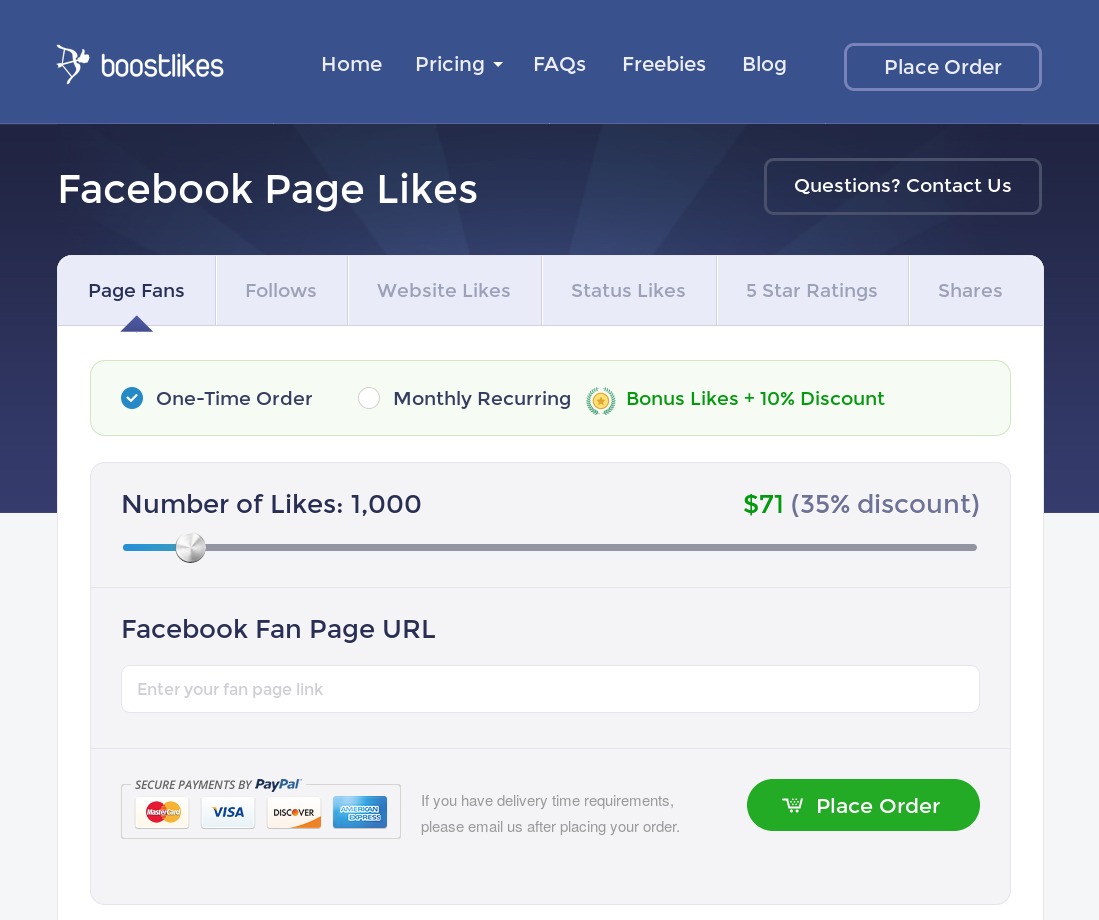 boostlikes
Home Pricing FAQs Freebies Blog Place Order
Facebook Page Likes
Questions? Contact Us
Page Fans Follows Website Likes Status Likes 5 Star Ratings Shares
One-Time Order Monthly Recurring Bonus Likes + 10% Discount
Number of Likes: 1,000 $71 (35% discount)
Facebook Fan Page URL
Enter your fan page link
SECURE PAYMENTS BY PayPal
MasterCard VISA DISCOVER AMERICAN EXPRESS
If you have delivery time requirements,
please email us after placing your order.
Place Order